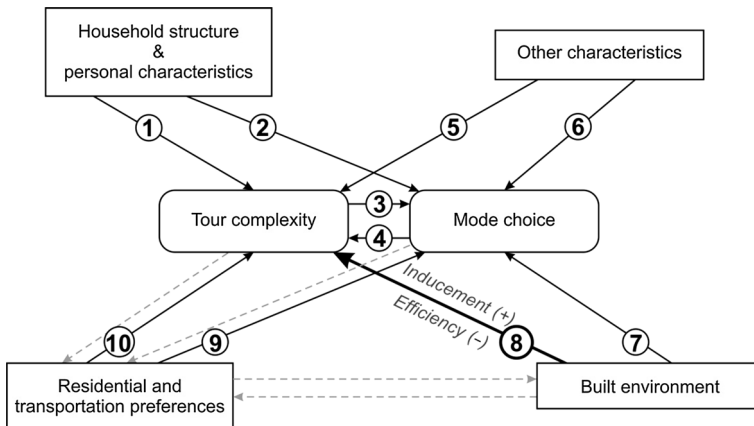 Household structure
&
personal characteristics
Other characteristics
1
2
5
6
Tour complexity
3
Mode choice
4
Inducement (+)
Efficiency (−)
10
9
8
7
Residential and
transportation preferences
Built environment